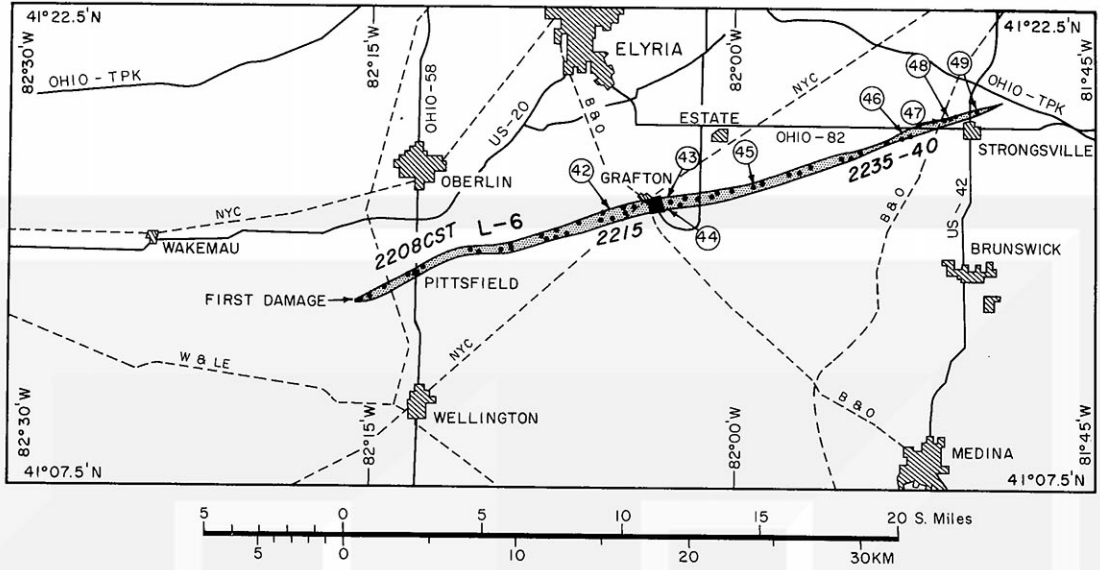 41°22.5'N
41°22.5'N
82°30'W
82°15'W
82°00'W
81°45'W
ELYRIA
OHIO-TPK
OHIO-58
US-20
B & O
NYC
ESTATE
OHIO-82
46
47
48
49
OHIO-TPK
STRONGSVILLE
OBERLIN
NYC
WAKEMAU
42
GRAFTON
43
45
2235-40
44
2208CST
L-6
2215
B & O
US-42
BRUNSWICK
FIRST DAMAGE
PITTSFIELD
W & LE
NYC
WELLINGTON
B & O
MEDINA
82°30'W
82°15'W
82°00'W
81°45'W
41°07.5'N
41°07.5'N
5 0 5 10 15 20 S. Miles
5 0 10 20 30KM